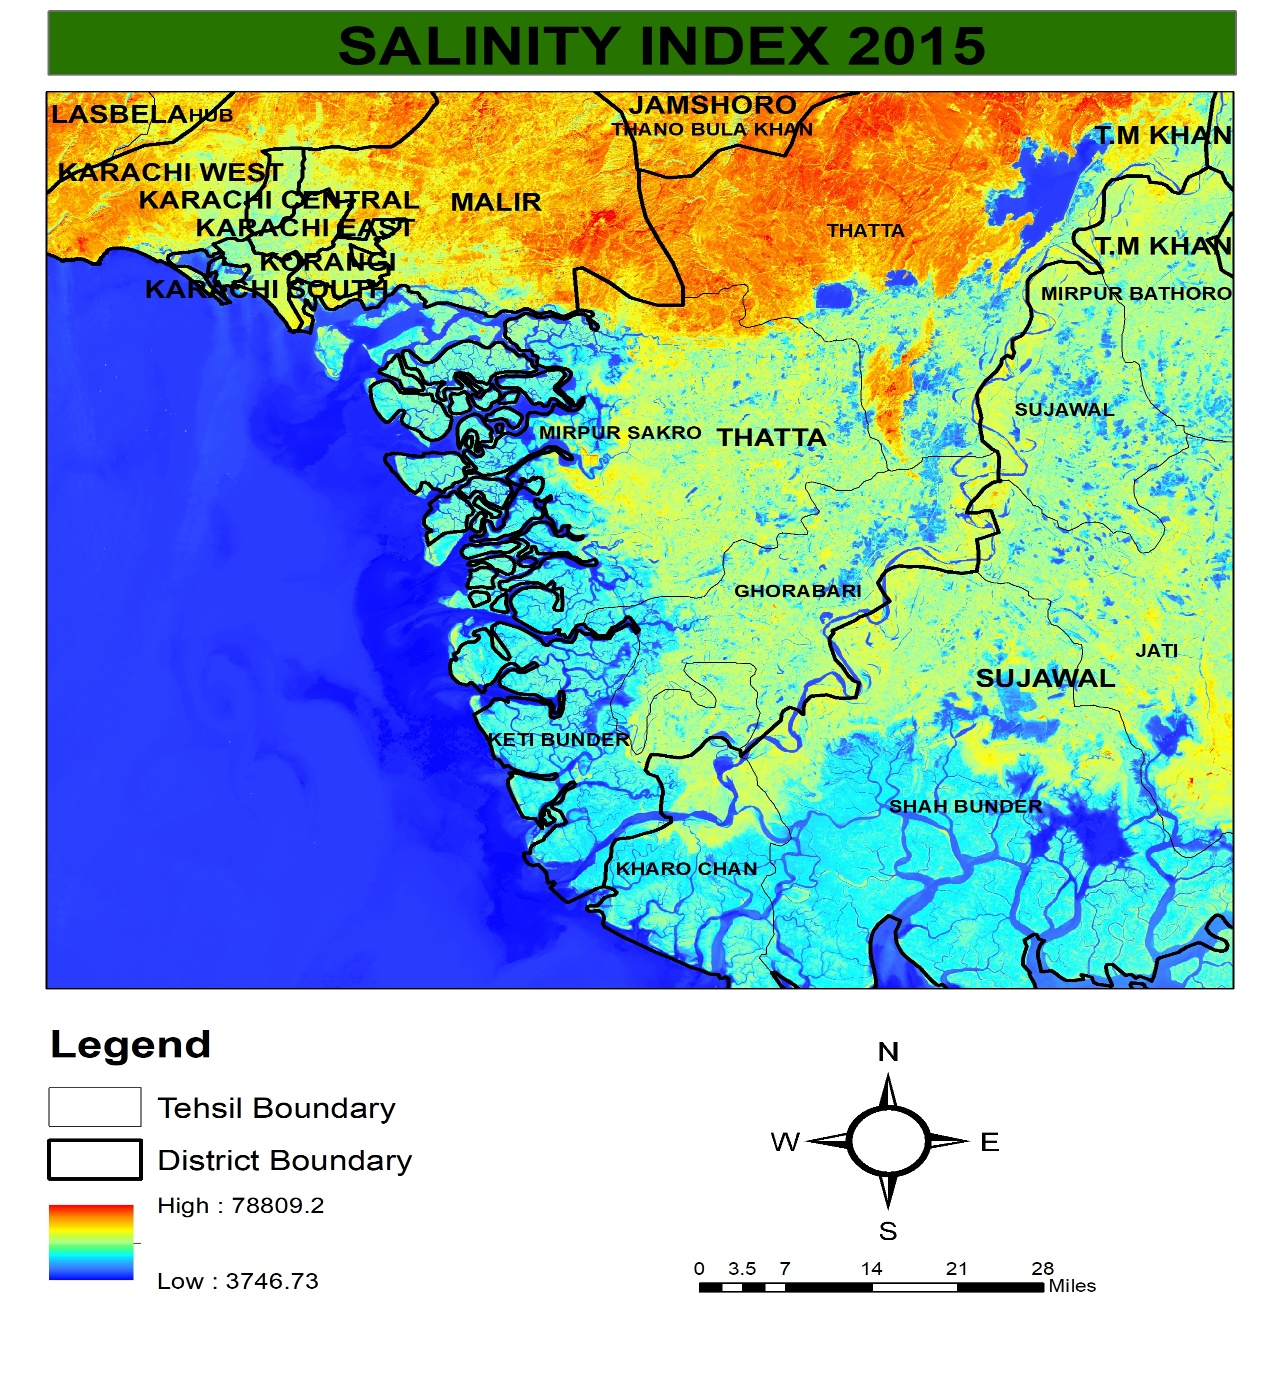 SALINITY INDEX 2015
LASBELA HUB
JAMSHORO
THANO BULA KHAN
T.M KHAN
KARACHI WEST
KARACHI CENTRAL
MALIR
KARACHI EAST
THATTA
T.M KHAN
KORANGI
KARACHI SOUTH
MIRPUR BATHORO
SUJAWAL
MIRPUR SAKRO
THATTA
GHORABARI
JATI
SUJAWAL
KETI BUNDER
SHAH BUNDER
KHARO CHAN
Legend
Tehsil Boundary
District Boundary
High : 78809.2
Low : 3746.73
N
W
E
S
0 3.5 7 14 21 28
Miles